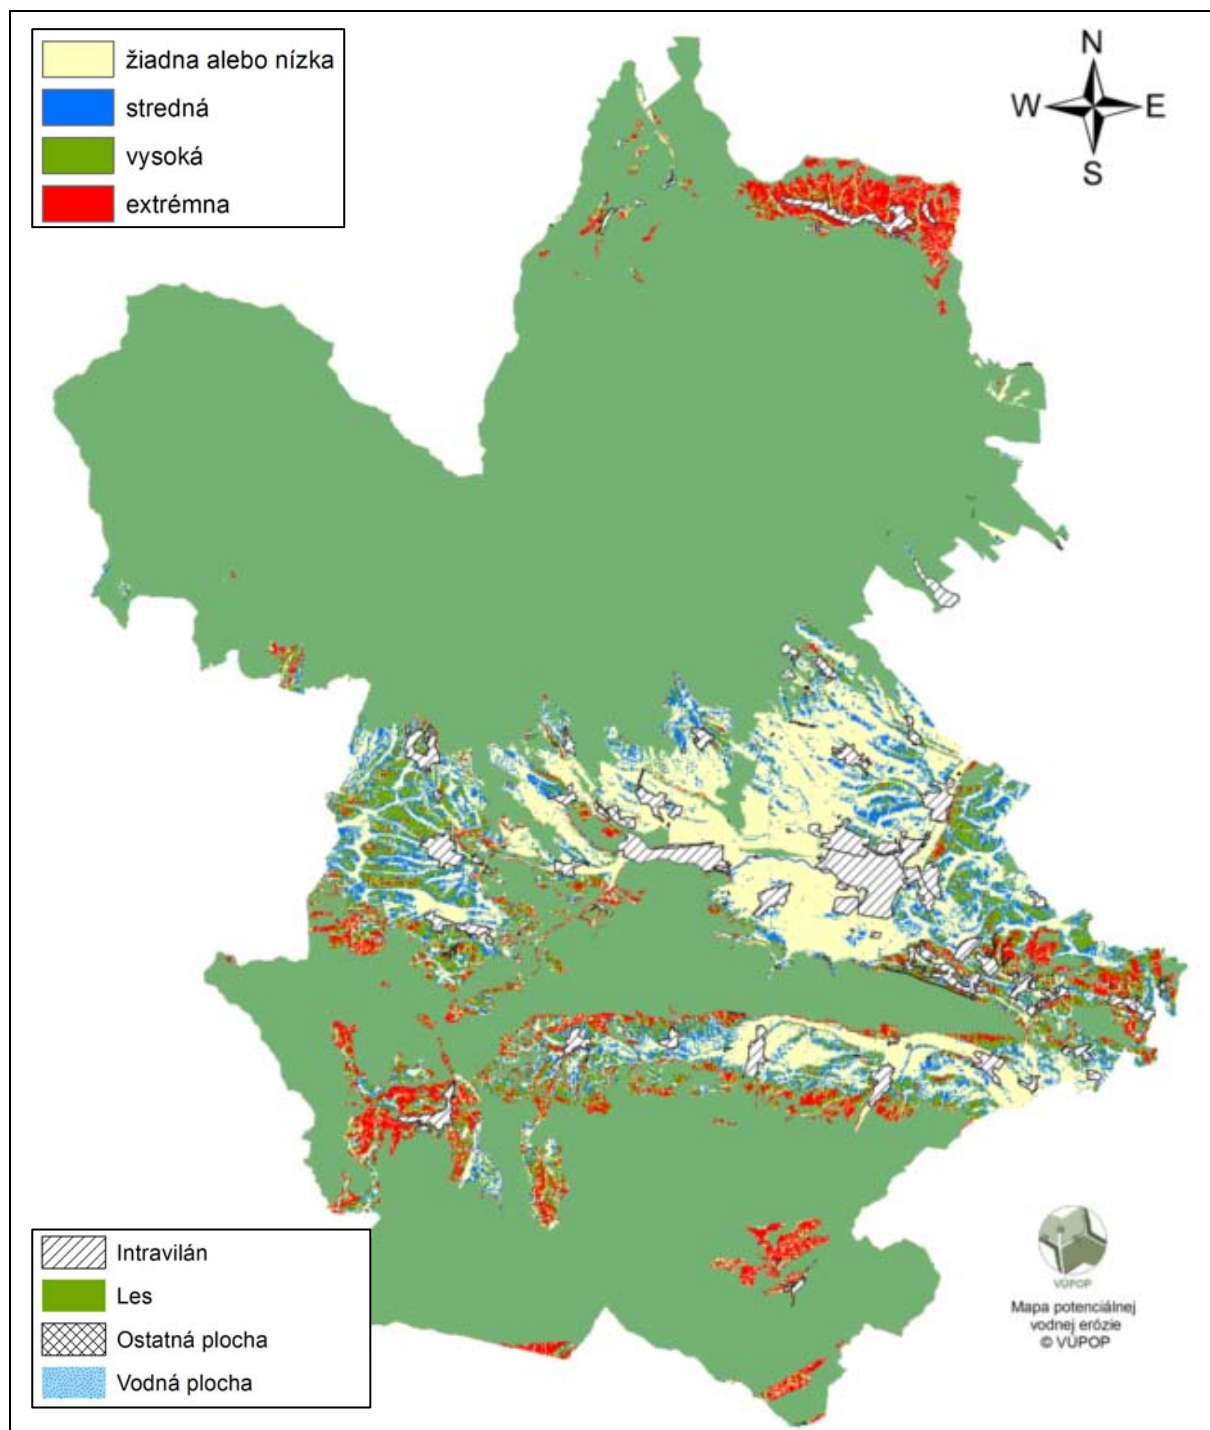 žiadna alebo nízka
stredná
vysoká
extrémna
N
W E
S
Intravilán
Les
Ostatná plocha
Vodná plocha
VÚPOP
Mapa potenciálnej
vodnej erózie
© VÚPOP